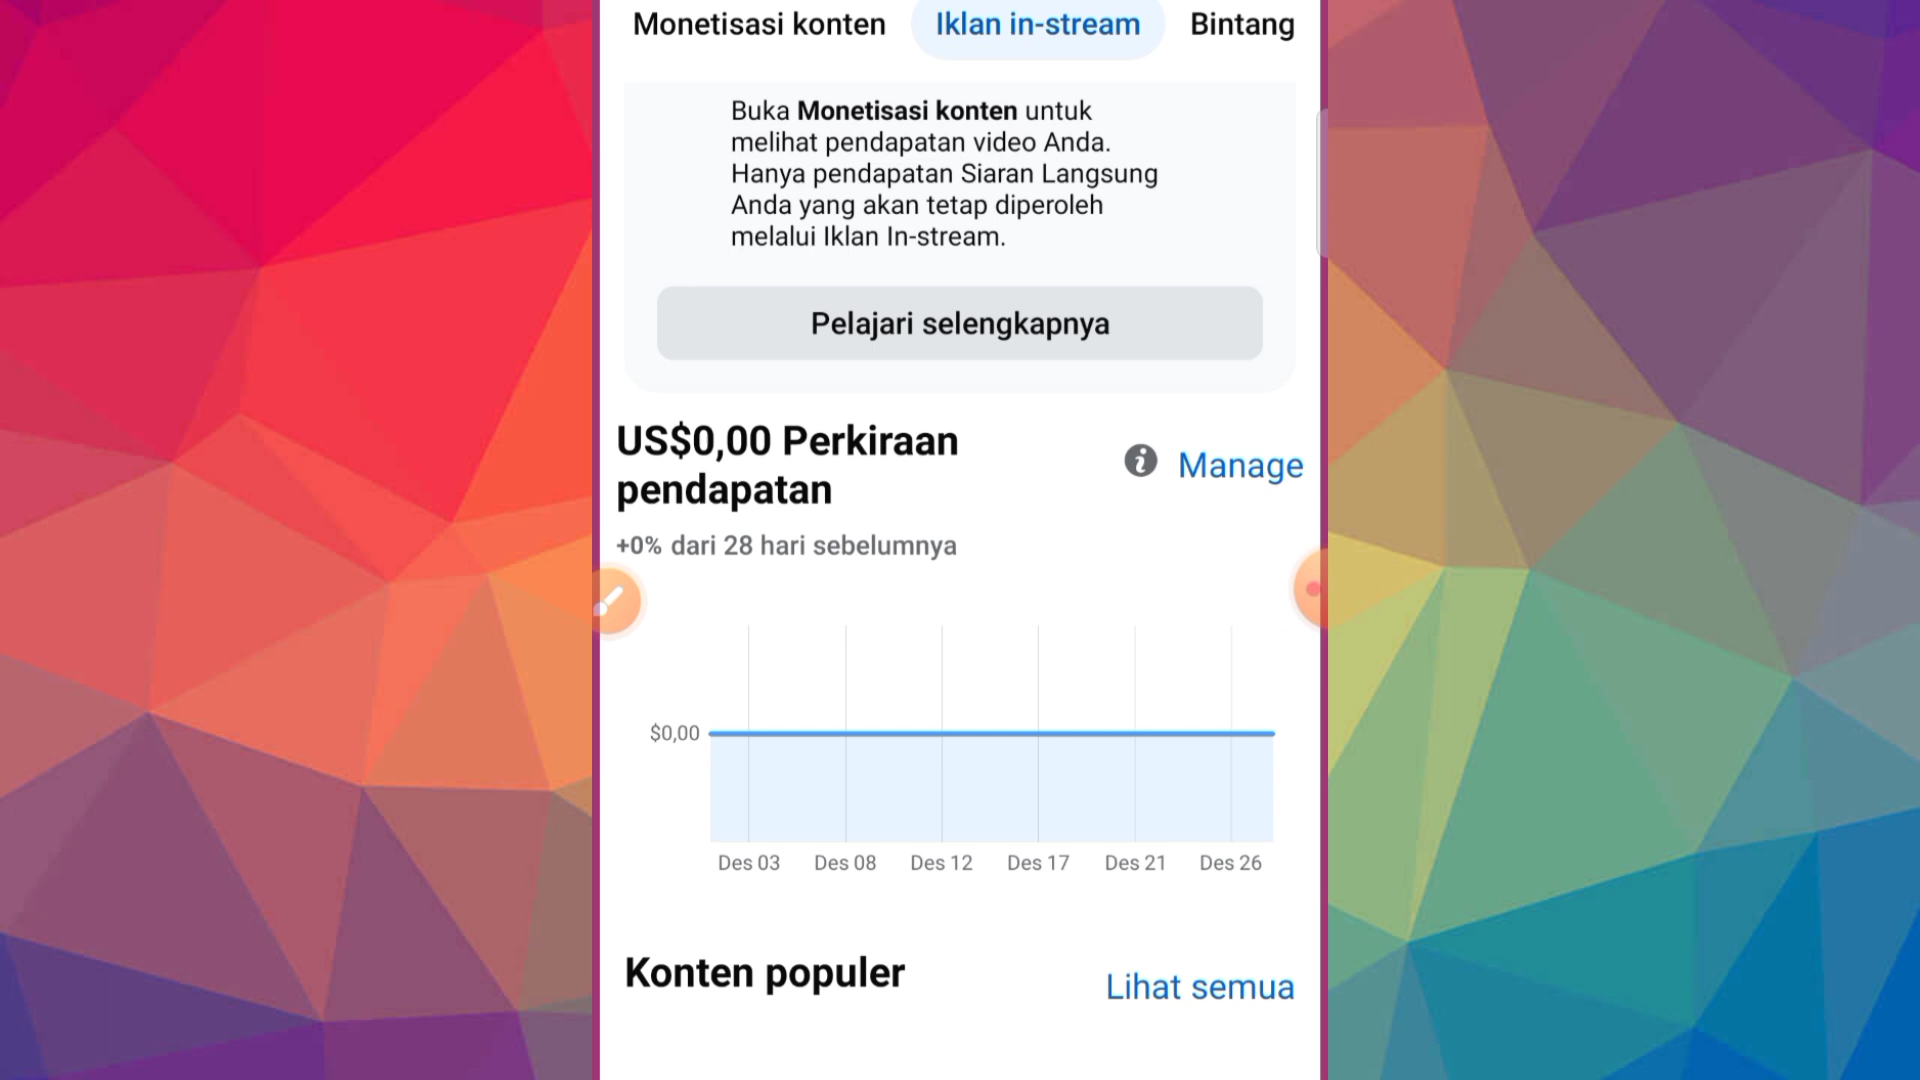 Monetisasi konten Iklan in-stream Bintang
Buka Monetisasi konten untuk
melihat pendapatan video Anda.
Hanya pendapatan Siaran Langsung
Anda yang akan tetap diperoleh
melalui Iklan In-stream.
Pelajari selengkapnya
US$0,00 Perkiraan
pendapatan
Manage
+0% dari 28 hari sebelumnya
$0,00
Des 03 Des 08 Des 12 Des 17 Des 21 Des 26
Konten populer
Lihat semua